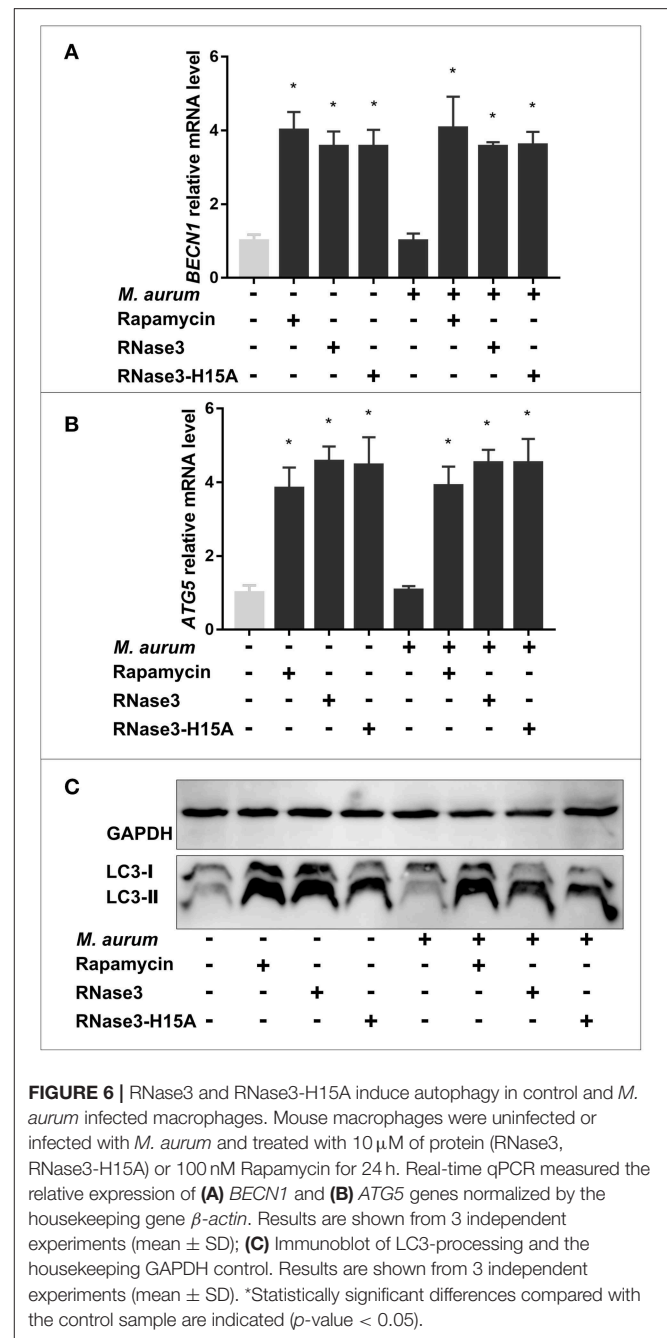 A
BECN1 relative mRNA level
6
4
2
0
M. aurum - - - - + + + +
Rapamycin - + - - - + - -
RNase3 - - + - - - + -
RNase3-H15A - - - + - - - +
* * * * * *
B
ATG5 relative mRNA level
6
4
2
0
* * * * * *
M. aurum - - - - + + + +
Rapamycin - + - - - + - -
RNase3 - - + - - - + -
RNase3-H15A - - - + - - - +
C
GAPDH
LC3-I
LC3-II
M. aurum - - - - + + + +
Rapamycin - + - - - + - -
RNase3 - - + - - - + -
RNase3-H15A - - - + - - - +
FIGURE 6 | RNase3 and RNase3-H15A induce autophagy in control and M.
aurum infected macrophages. Mouse macrophages were uninfected or
infected with M. aurum and treated with 10 μM of protein (RNase3,
RNase3-H15A) or 100 nM Rapamycin for 24 h. Real-time qPCR measured the
relative expression of (A) BECN1 and (B) ATG5 genes normalized by the
housekeeping gene β-actin. Results are shown from 3 independent
experiments (mean ± SD); (C) Immunoblot of LC3-processing and the
housekeeping GAPDH control. Results are shown from 3 independent
experiments (mean ± SD). *Statistically significant differences compared with
the control sample are indicated (p-value < 0.05).